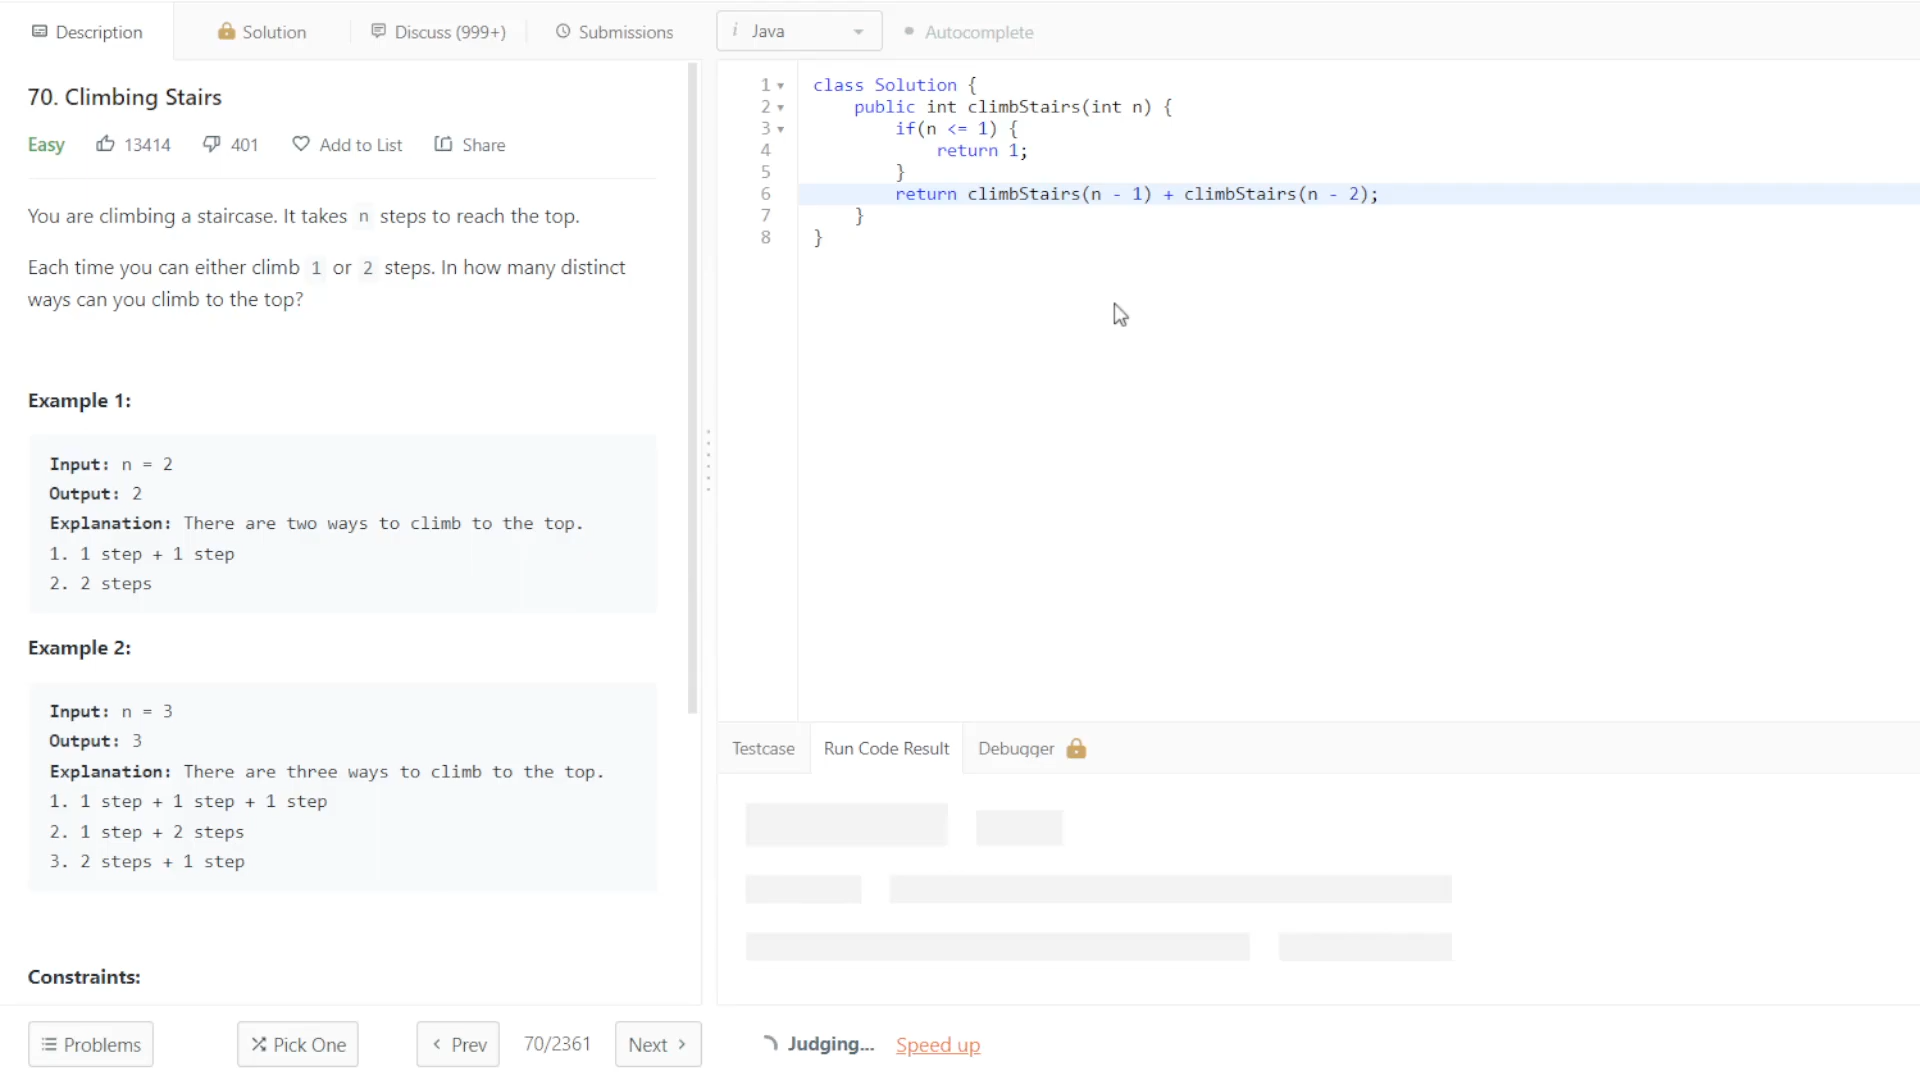 Description
Solution
Discuss (999+)
Submissions
i Java
Autocomplete
70. Climbing Stairs
Easy 13414 401 Add to List Share
You are climbing a staircase. It takes n steps to reach the top.
Each time you can either climb 1 or 2 steps. In how many distinct
ways can you climb to the top?
Example 1:
Input: n = 2
Output: 2
Explanation: There are two ways to climb to the top.
1. 1 step + 1 step
2. 2 steps
Example 2:
Input: n = 3
Output: 3
Explanation: There are three ways to climb to the top.
1. 1 step + 1 step + 1 step
2. 1 step + 2 steps
3. 2 steps + 1 step
Constraints:
1 class Solution {
2 public int climbStairs(int n) {
3 if(n <= 1) {
4 return 1;
5 }
6 return climbStairs(n - 1) + climbStairs(n - 2);
7 }
8 }
Testcase
Run Code Result
Debugger
Problems
Pick One
< Prev
70/2361
Next >
Judging...
Speed up